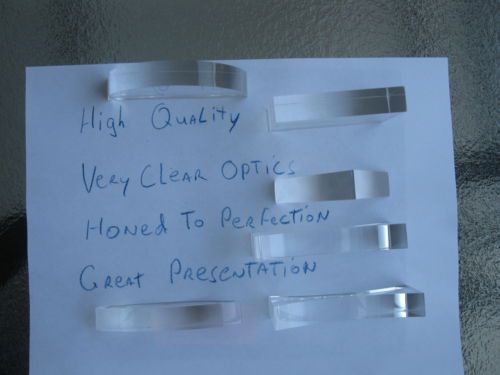 High Quality
Very Clear Optics
Honed To Perfection
Great Presentation